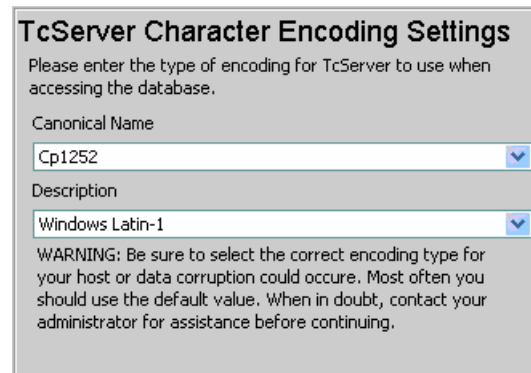 TcServer Character Encoding Settings
Please enter the type of encoding for TcServer to use when
accessing the database.
Canonical Name
Cp1252
Description
Windows Latin-1
WARNING: Be sure to select the correct encoding type for
your host or data corruption could occure. Most often you
should use the default value. When in doubt, contact your
administrator for assistance before continuing.